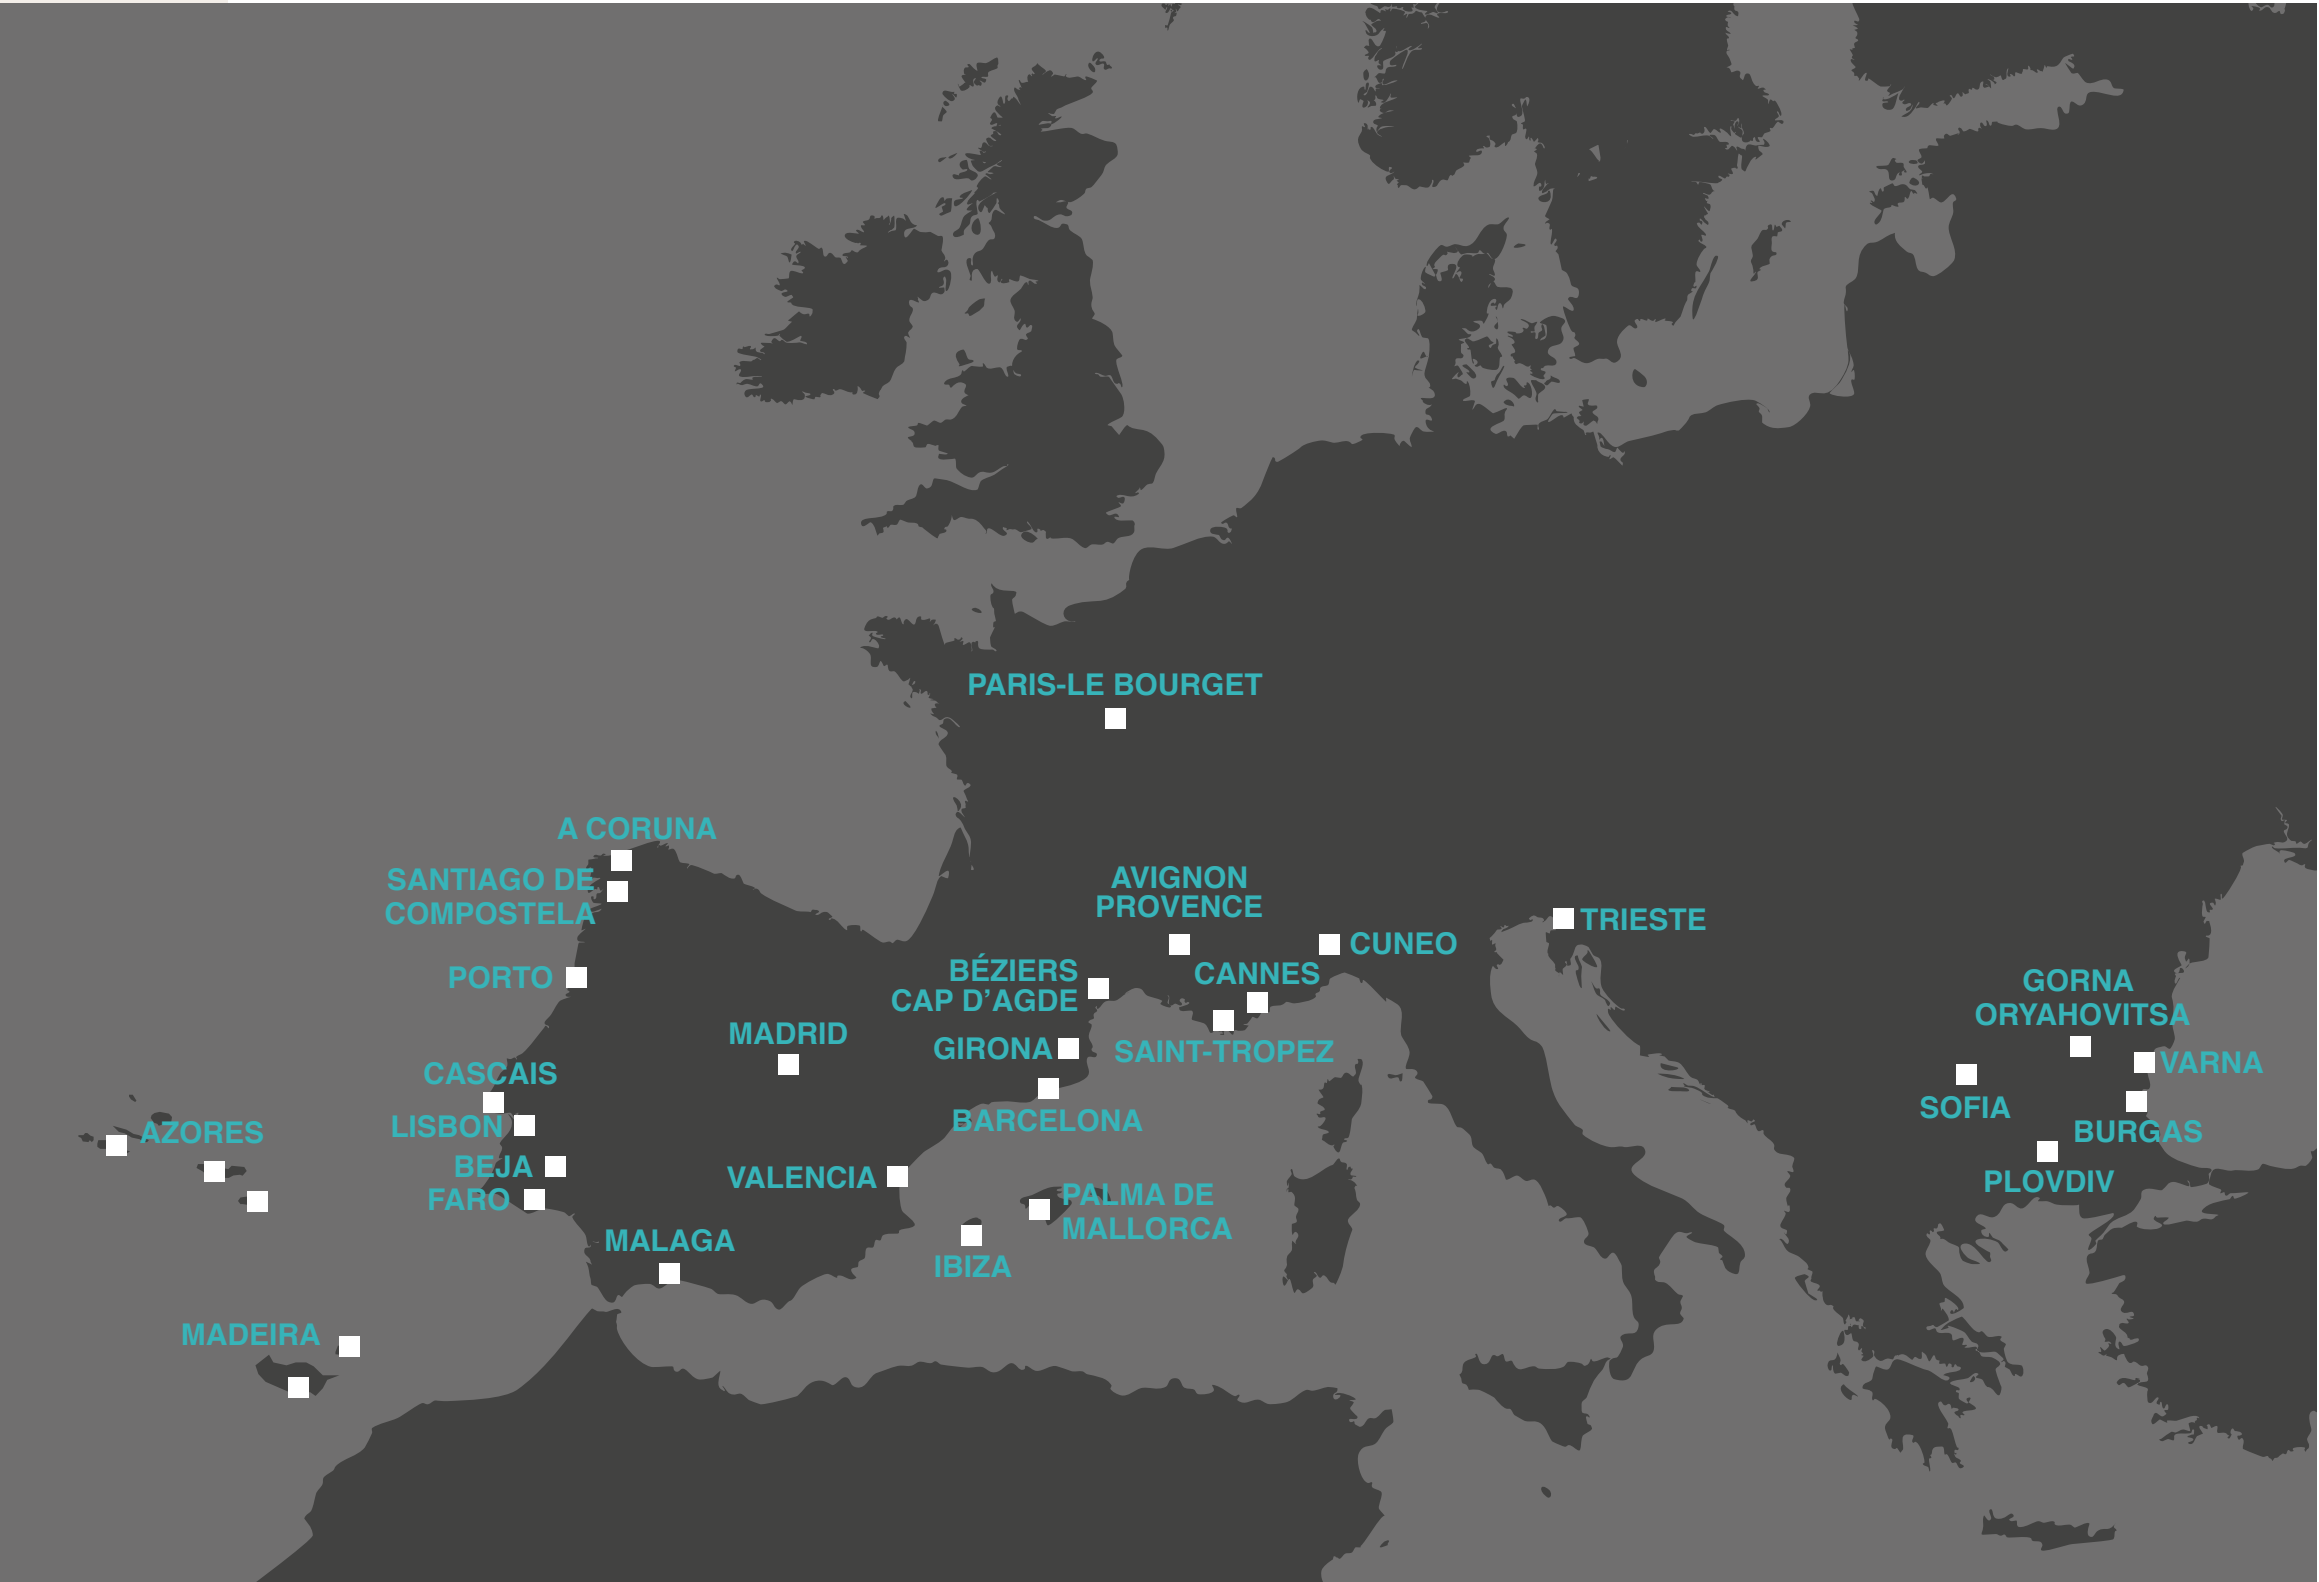 PARIS-LE BOURGET
A CORUNA
SANTIAGO DE
COMPOSTELA
AVIGNON
PROVENCE
TRIESTE
CUNEO
PORTO
BÉZIERS
CAP D’AGDE
CANNES
GORNA
ORYAHOVITSA
MADRID
GIRONA
SAINT-TROPEZ
VARNA
CASCAIS
SOFIA
LISBON
BARCELONA
AZORES
BURGAS
BEJA
VALENCIA
PLOVDIV
FARO
PALMA DE
MALLORCA
MALAGA
IBIZA
MADEIRA